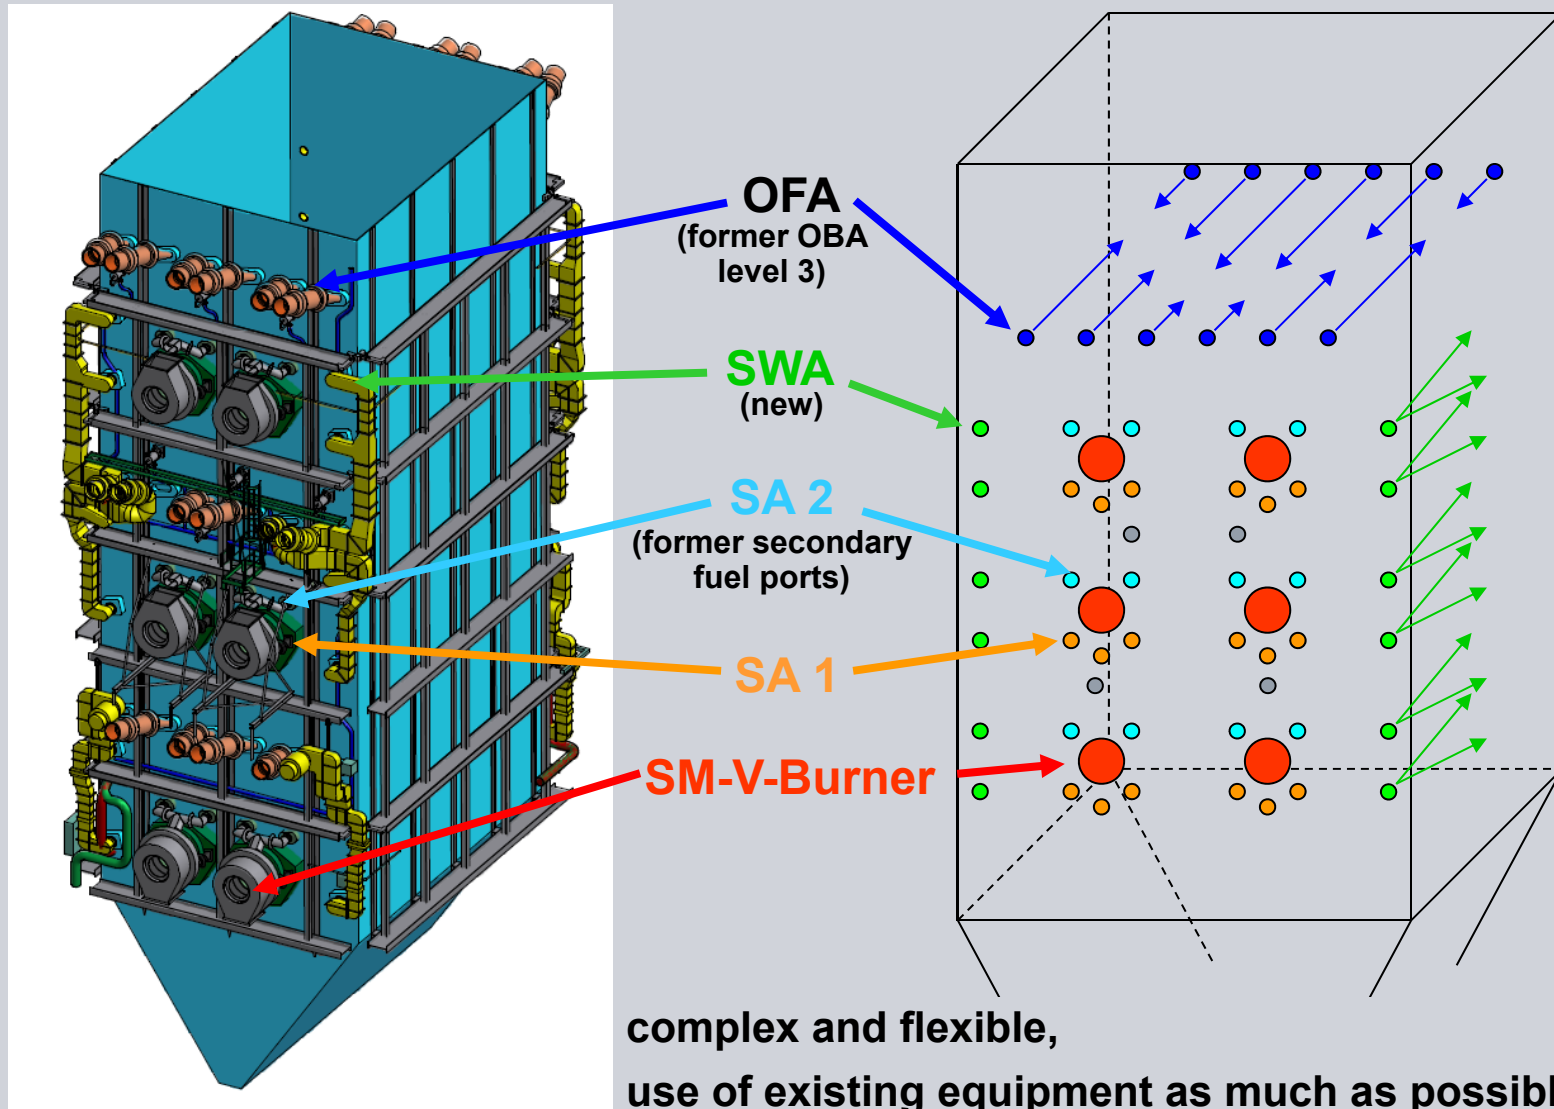 OFA
(former OBA
level 3)
SWA
(new)
SA 2
(former secondary
fuel ports)
SA 1
SM-V-Burner
complex and flexible,
use of existing equipment as much as possibl